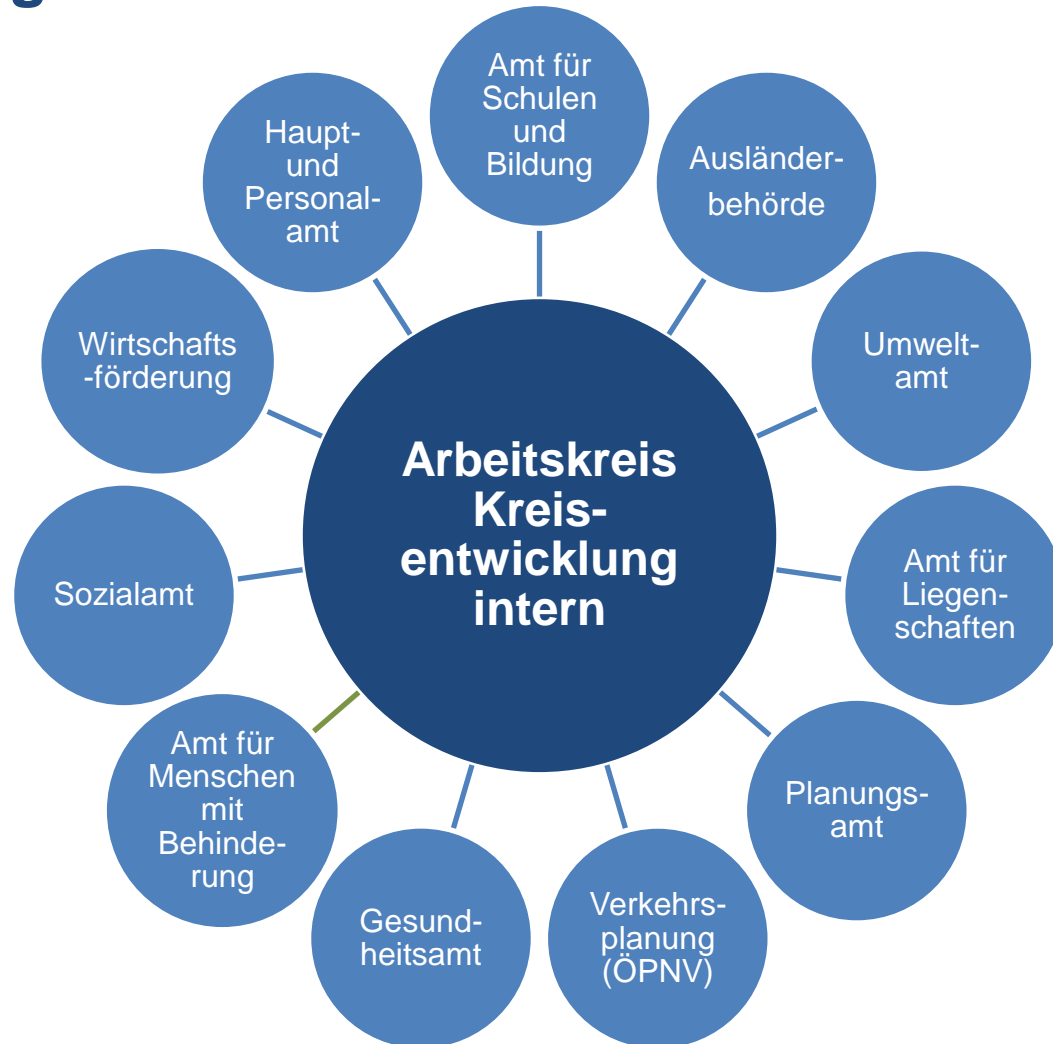 g
Amt für
Schulen
und
Bildung
Ausländer-
behörde
Umwelt-
amt
Amt für
Liegen-
schaften
Planungs-
amt
Verkehrs-
planung
(ÖPNV)
Gesund-
heitsamt
Amt für
Menschen
mit
Behinde-
rung
Sozialamt
Wirtschafts
-förderung
Haupt-
und
Personal-
amt
Arbeitskreis
Kreis-
entwicklung
intern